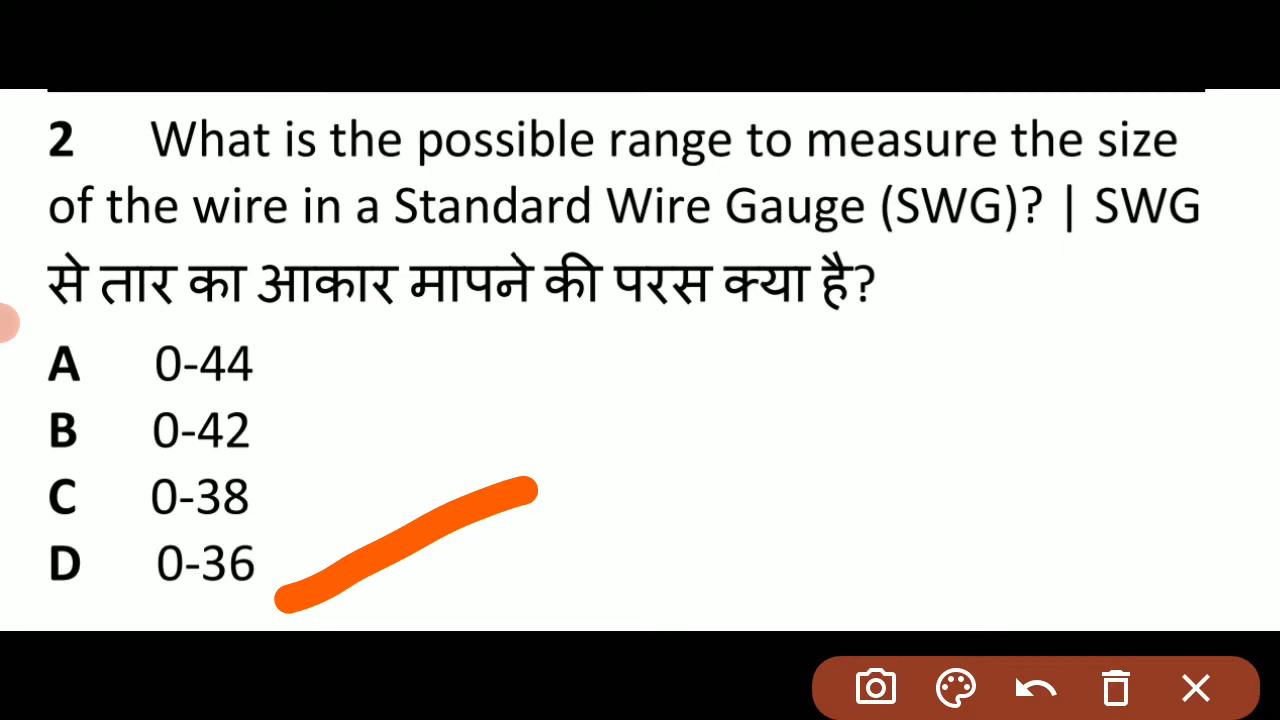 2 What is the possible range to measure the size
of the wire in a Standard Wire Gauge (SWG)? | SWG
से तार का आकार मापने की परस क्या है?
A 0-44
B 0-42
C 0-38
D 0-36